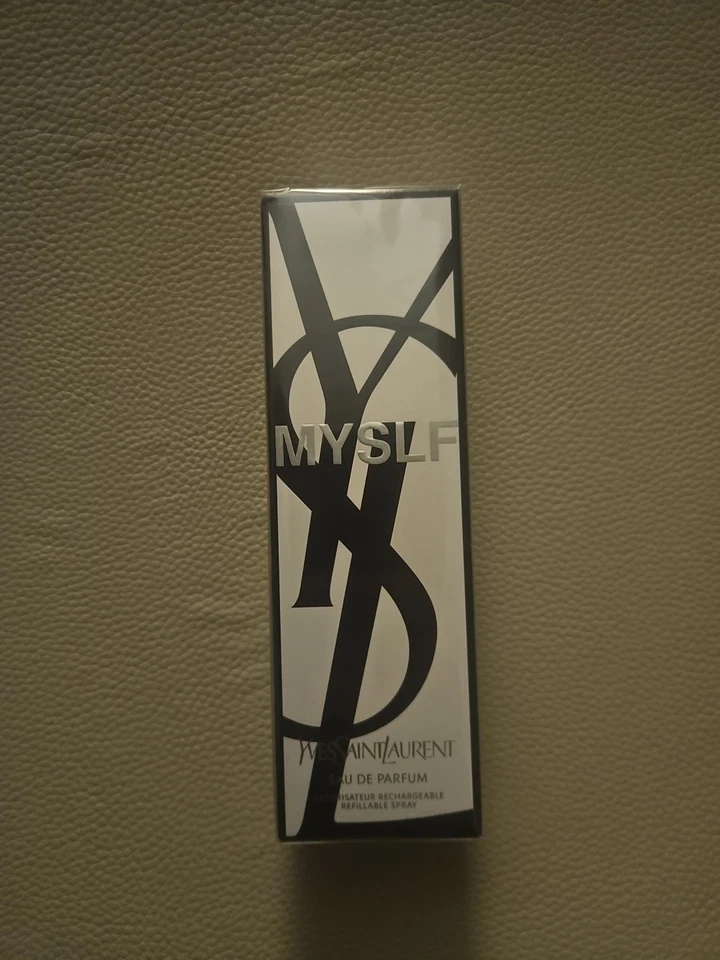 MYSLF
YVESSAINTLAURENT
EAU DE PARFUM
VAPORISATEUR RECHARGEABLE
REFILLABLE SPRAY